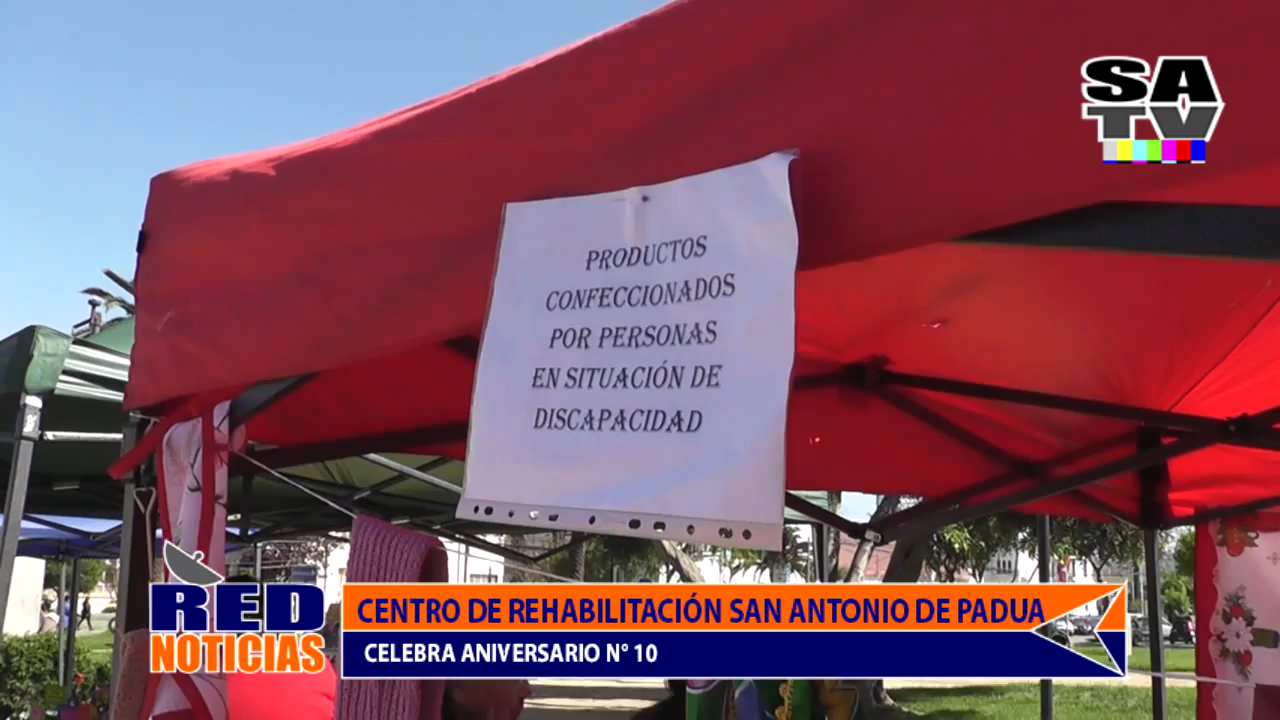 SA
TV
PRODUCTOS
CONFECCIONADOS
POR PERSONAS
EN SITUACIÓN DE
DISCAPACIDAD
RED
NOTICIAS
CENTRO DE REHABILITACIÓN SAN ANTONIO DE PADUA
CELEBRA ANIVERSARIO N° 10